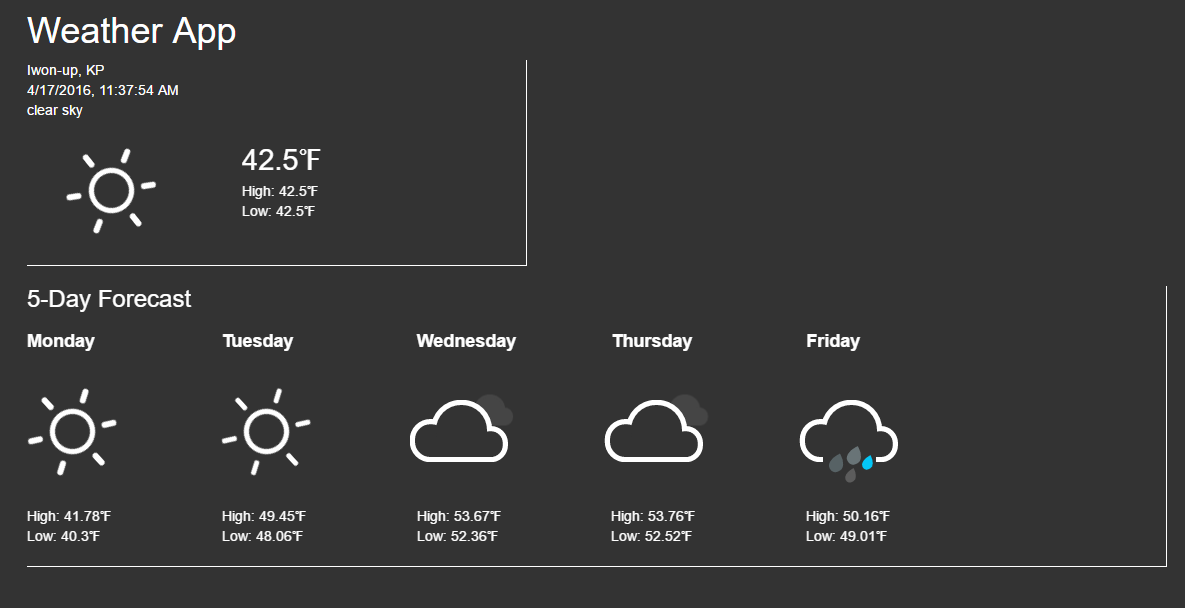 Weather App
Iwon-up, KP
4/17/2016, 11:37:54 AM
clear sky
42.5℉
High: 42.5℉
Low: 42.5℉
5-Day Forecast
Monday
Tuesday
Wednesday
Thursday
Friday
High: 41.78℉
Low: 40.3℉
High: 49.45℉
Low: 48.06℉
High: 53.67℉
Low: 52.36℉
High: 53.76℉
Low: 52.52℉
High: 50.16℉
Low: 49.01℉